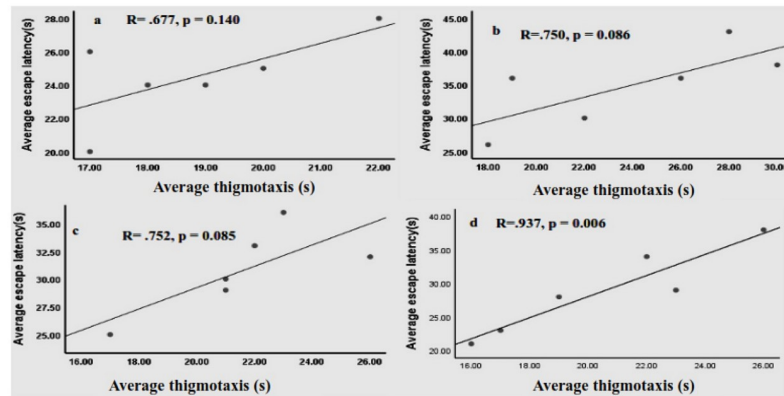 a R= .677, p = 0.140
Average escape latency(s)
28.00
26.00
24.00
22.00
20.00
17.00 18.00 19.00 20.00 21.00 22.00
Average thigmotaxis (s)
b R=.750, p = 0.086
Average escape latency(s)
45.00
40.00
35.00
30.00
25.00
18.00 20.00 22.00 24.00 26.00 28.00 30.00
Average thigmotaxis (s)
c R= .752, p = 0.085
Average escape latency(s)
35.00
32.50
30.00
27.50
25.00
16.00 18.00 20.00 22.00 24.00 26.00
Average thigmotaxis (s)
d R=.937, p = 0.006
Average escape latency(s)
40.00
35.00
30.00
25.00
20.00
16.00 18.00 20.00 22.00 24.00 26.00
Average thigmotaxis (s)